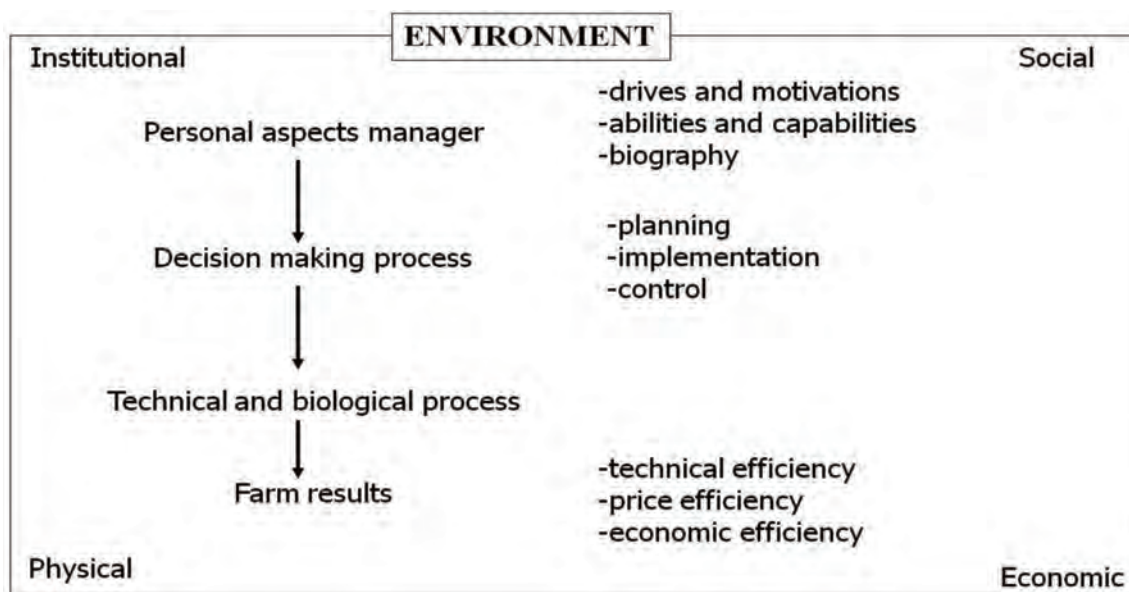 ENVIRONMENT
Institutional
Social
Personal aspects manager
-drives and motivations
-abilities and capabilities
-biography
Decision making process
-planning
-implementation
-control
Technical and biological process
Farm results
-technical efficiency
-price efficiency
-economic efficiency
Physical
Economic